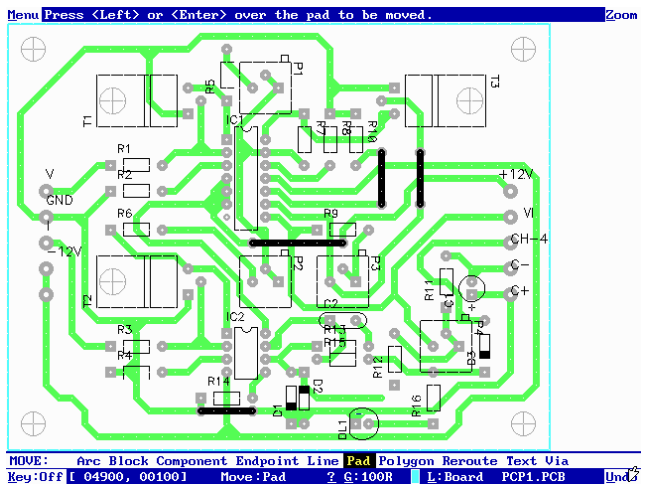 Menu Press <Left> or <Enter> over the pad to be moved. Zoom
T1
R5
P1
T3
IC1
R7
R8
R10
R1
V
R2
GND
+12V
R6
R9
VI
I
-12V
CH-4
P2
P3
C-
T2
R11
C1
+
C+
C2
IC2
R3
R13
R15
R4
R12
P4
D3
R14
D1
D2
R16
DL1
MOVE: Arc Block Component Endpoint Line Pad Polygon Reroute Text Via
Key:Off [ 04900, 00100] Move:Pad ? G:100R L:Board PCP1.PCB Und